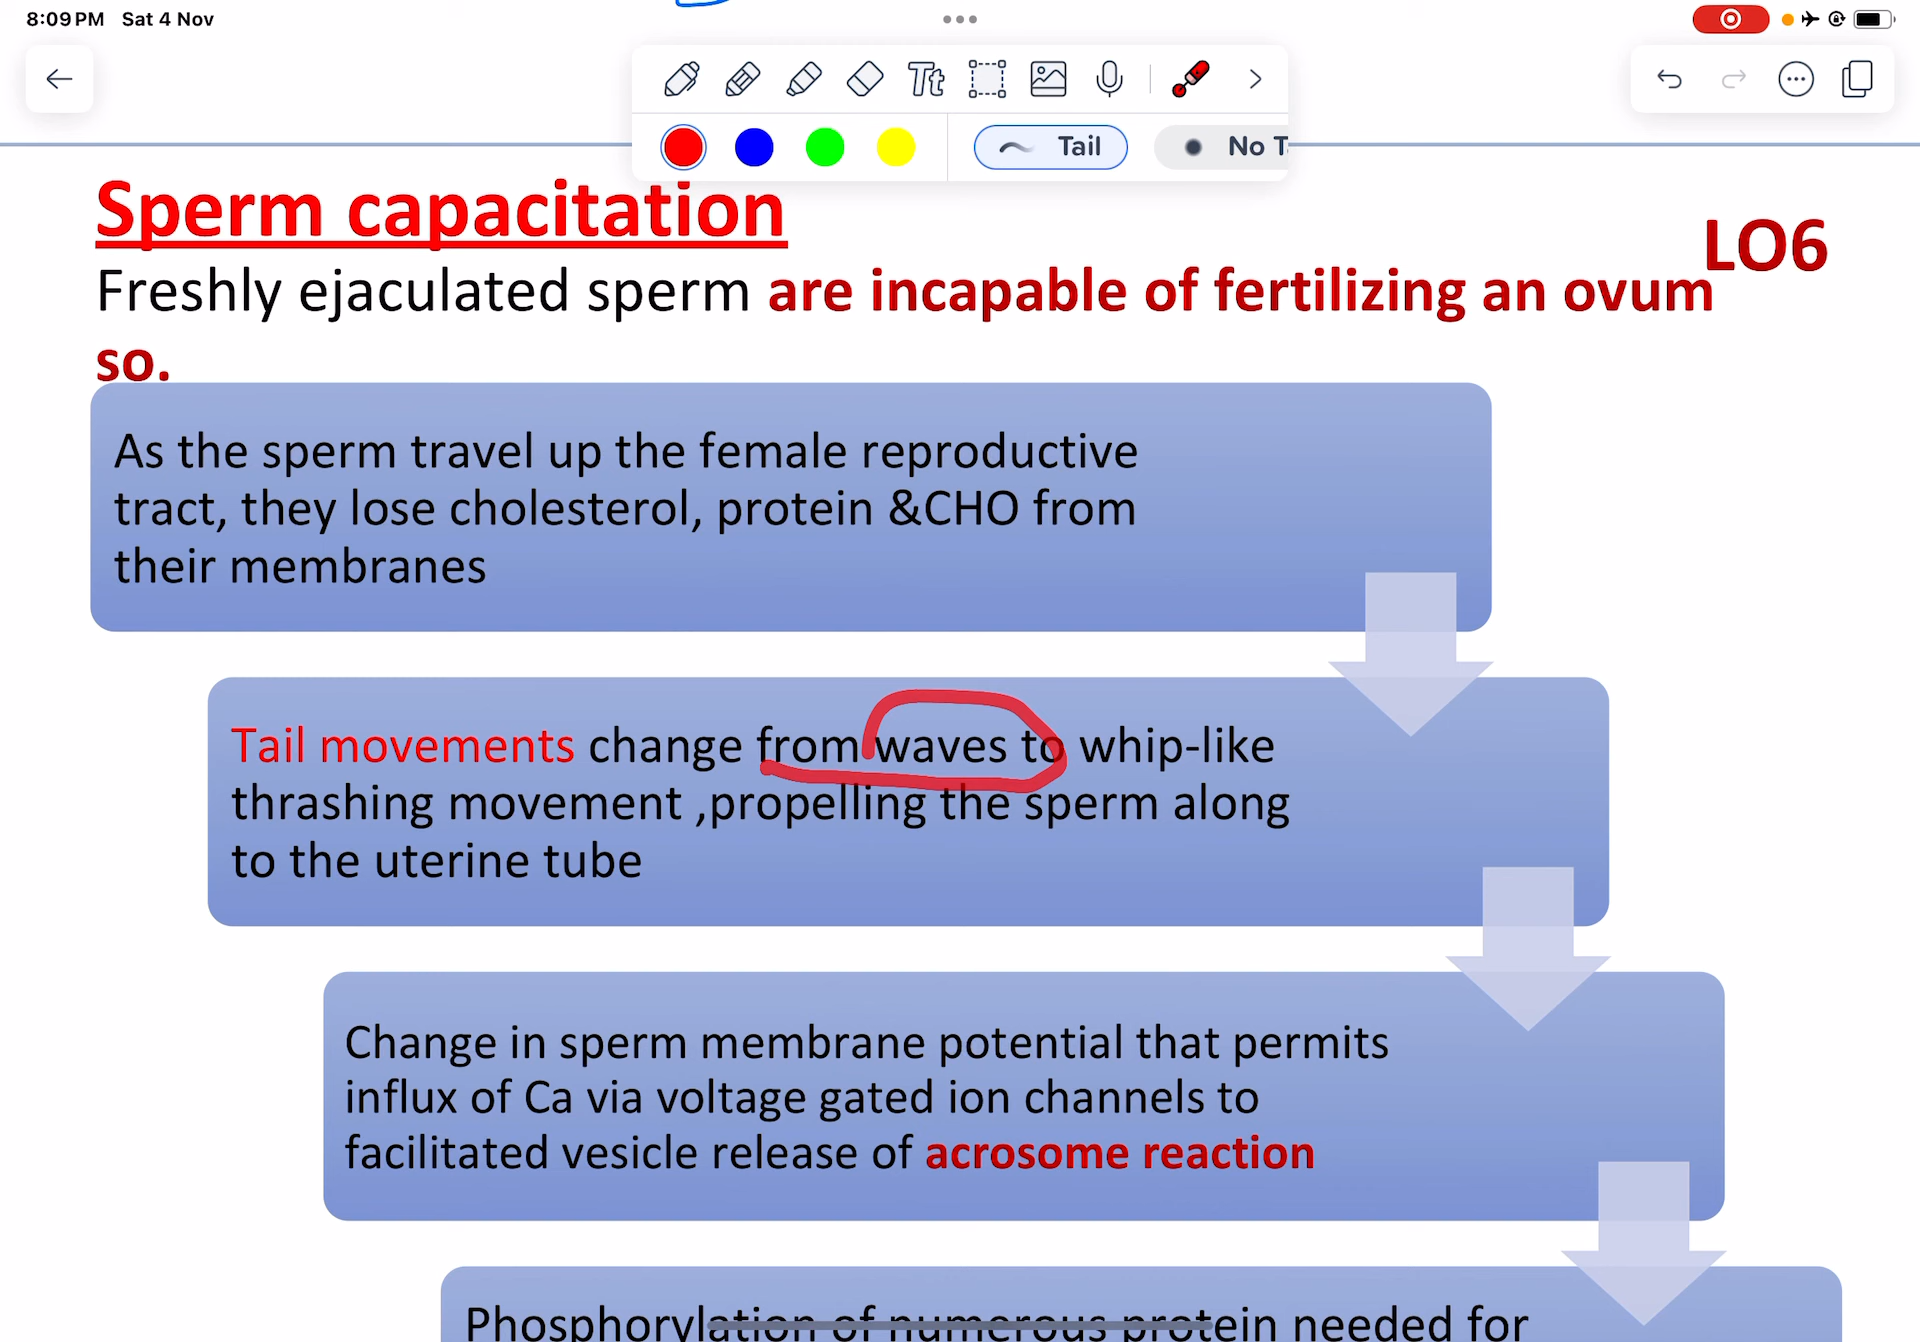 8:09 PM Sat 4 Nov
Tt
Tail
No T
Sperm capacitation
LO6
Freshly ejaculated sperm are incapable of fertilizing an ovum
so.
As the sperm travel up the female reproductive
tract, they lose cholesterol, protein &CHO from
their membranes
Tail movements change from waves to whip-like
thrashing movement ,propelling the sperm along
to the uterine tube
Change in sperm membrane potential that permits
influx of Ca via voltage gated ion channels to
facilitated vesicle release of acrosome reaction
Phosphorylation of numerous protein needed for